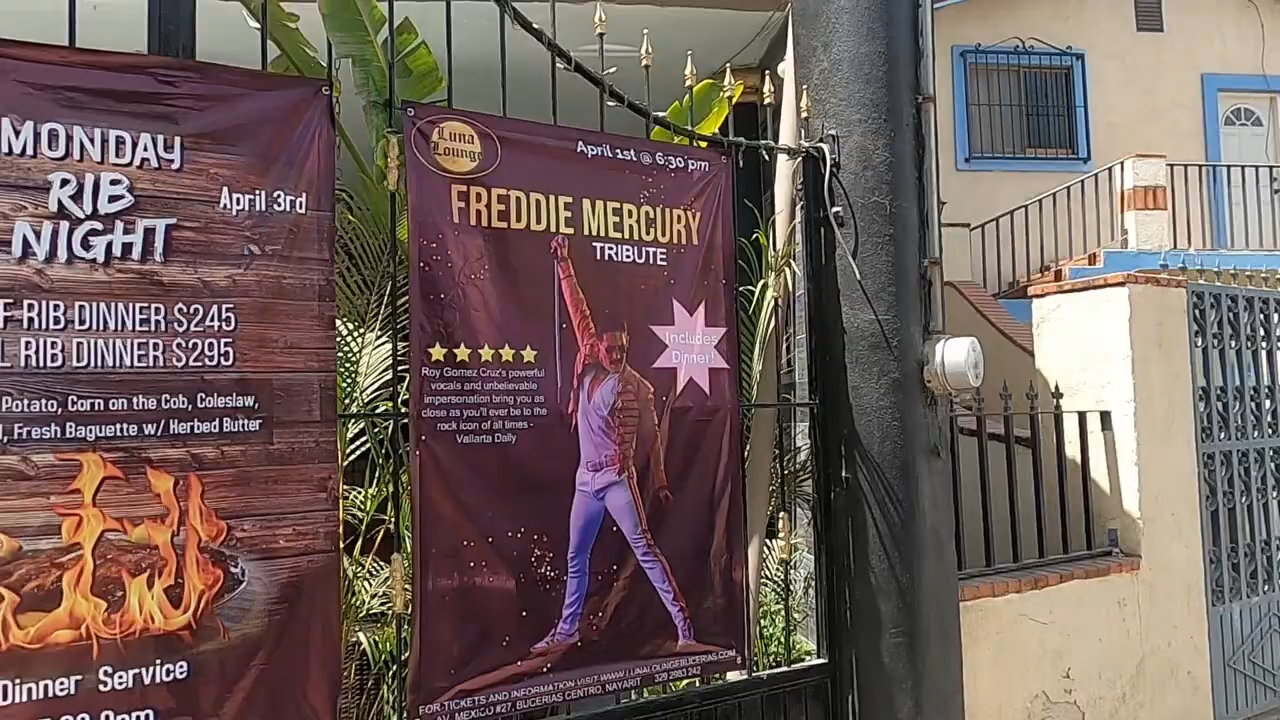 MONDAY
RIB
NIGHT
April 3rd
F RIB DINNER $245
L RIB DINNER $295
Potato, Corn on the Cob, Coleslaw,
Fresh Baguette w/ Herbed Butter
Dinner Service
Luna
Lounge
April 1st @ 6:30 pm
FREDDIE MERCURY
TRIBUTE
Includes
Dinner!
Roy Gomez Cruz's powerful
vocals and unbelievable
impersonation bring you as
close as you'll ever be to the
rock icon of all times -
Vallarta Daily
FOR TICKETS AND INFORMATION VISIT WWW.LUNALOUNGEBUCERIAS.COM
AV. MEXICO #27, BUCERIAS CENTRO, NAYARIT 329 2983 242